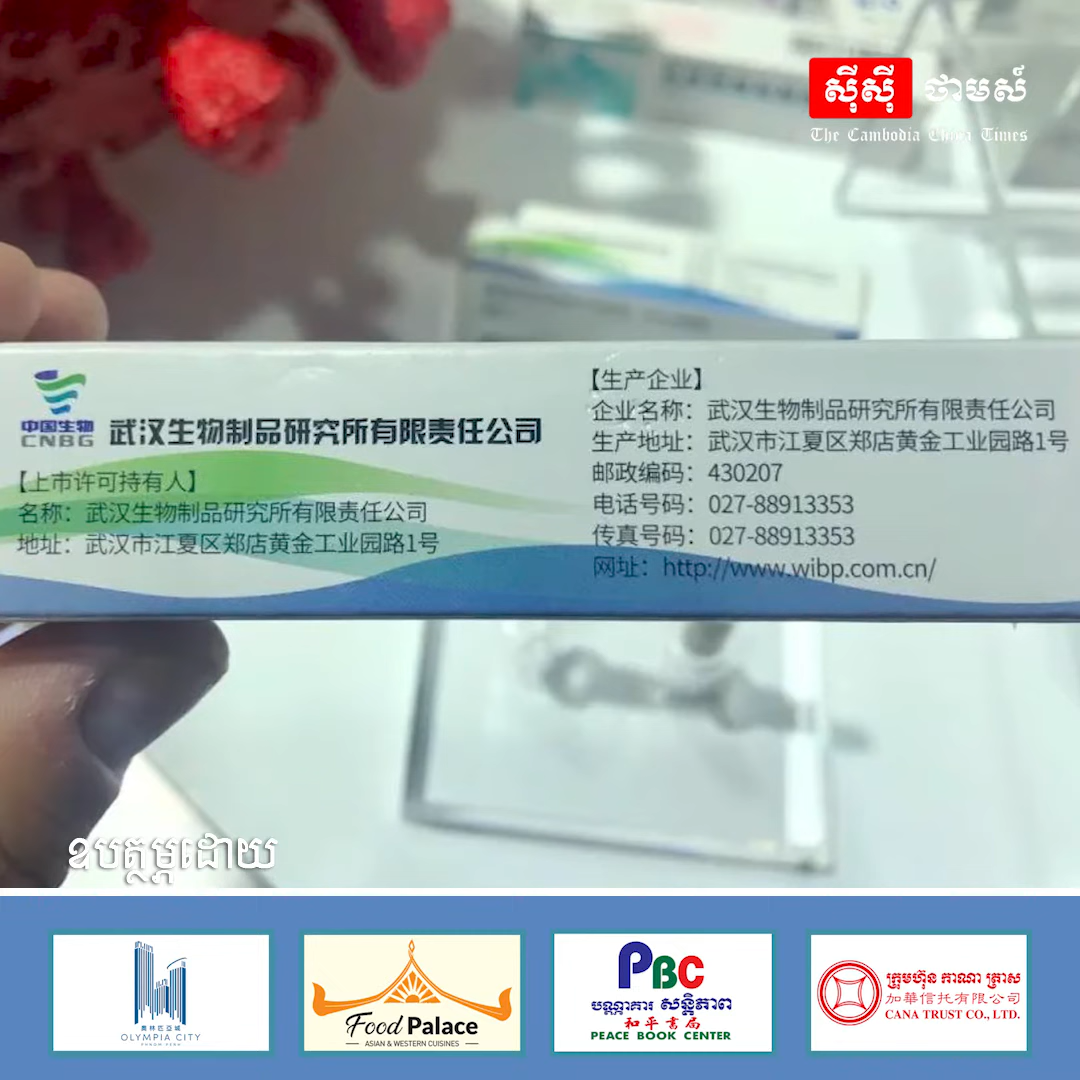 ស៊ីស៊ី ថាមស៍
The Cambodia China Times
中国生物
CNBG
武汉生物制品研究所有限责任公司
【上市许可持有人】
名称：武汉生物制品研究所有限责任公司
地址：武汉市江夏区郑店黄金工业园路1号
【生产企业】
企业名称：武汉生物制品研究所有限责任公司
生产地址：武汉市江夏区郑店黄金工业园路1号
邮政编码：430207
电话号码：027-88913353
传真号码：027-88913353
网址：http://www.wibp.com.cn/
ឧបត្ថម្ភដោយ
奧林匹亞城
OLYMPIA CITY
PHNOM PENH
Food Palace
ASIAN & WESTERN CUISINES
PBC
បណ្ណាគារ សន្តិភាព
和平書局
PEACE BOOK CENTER
ក្រុមហ៊ុន កាណា ត្រាស
加華信托有限公司
CANA TRUST CO., LTD.